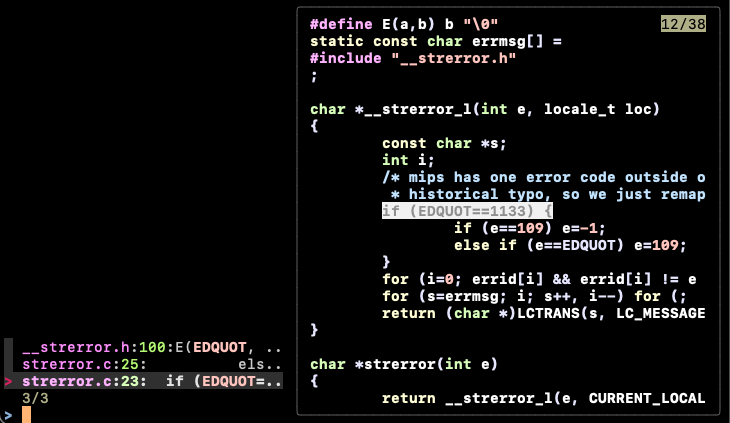 #define E(a,b) b "\0"
12/38
static const char errmsg[] =
#include "__strerror.h"
;
char *__strerror_l(int e, locale_t loc)
{
const char *s;
int i;
/* mips has one error code outside o
* historical typo, so we just remap
if (EDQUOT==1133) {
if (e==109) e=-1;
else if (e==EDQUOT) e=109;
}
for (i=0; errid[i] && errid[i] != e
for (s=errmsg; i; s++, i--) for (;
return (char *)LCTRANS(s, LC_MESSAGE
}
char *strerror(int e)
{
return __strerror_l(e, CURRENT_LOCAL
__strerror.h:100:E(EDQUOT, ..
strerror.c:25: els..
> strerror.c:23: if (EDQUOT=..
3/3
>